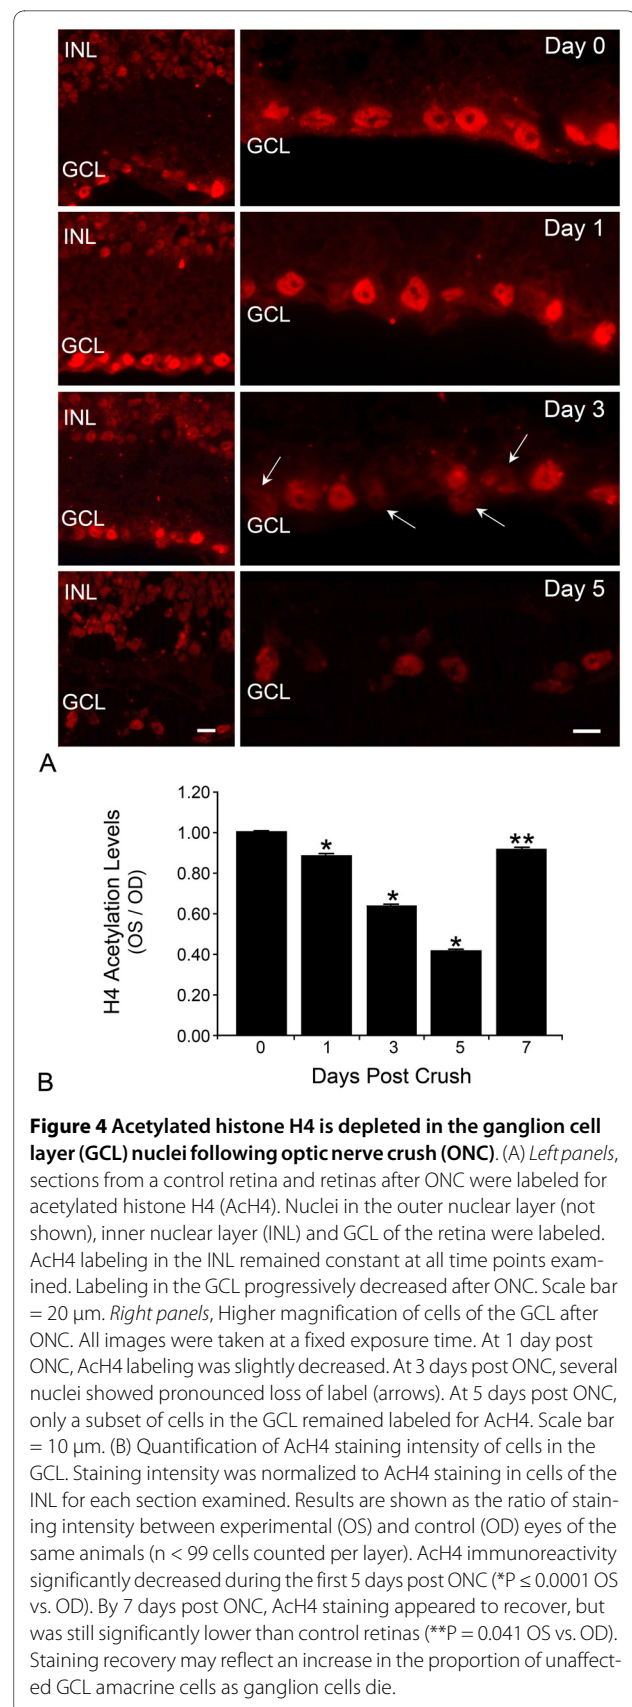 INL
Day 0
GCL
GCL
INL
Day 1
GCL
GCL
INL
Day 3
GCL
GCL
INL
Day 5
GCL
GCL
A
1.20
1.00
0.80
0.60
0.40
0.20
0.00
H4 Acetylation Levels
(OS / OD)
*
*
*
**
0 1 3 5 7
Days Post Crush
B
Figure 4 Acetylated histone H4 is depleted in the ganglion cell
layer (GCL) nuclei following optic nerve crush (ONC). (A) Left panels,
sections from a control retina and retinas after ONC were labeled for
acetylated histone H4 (AcH4). Nuclei in the outer nuclear layer (not
shown), inner nuclear layer (INL) and GCL of the retina were labeled.
AcH4 labeling in the INL remained constant at all time points exam-
ined. Labeling in the GCL progressively decreased after ONC. Scale bar
= 20 μm. Right panels, Higher magnification of cells of the GCL after
ONC. All images were taken at a fixed exposure time. At 1 day post
ONC, AcH4 labeling was slightly decreased. At 3 days post ONC, several
nuclei showed pronounced loss of label (arrows). At 5 days post ONC,
only a subset of cells in the GCL remained labeled for AcH4. Scale bar
= 10 μm. (B) Quantification of AcH4 staining intensity of cells in the
GCL. Staining intensity was normalized to AcH4 staining in cells of the
INL for each section examined. Results are shown as the ratio of stain-
ing intensity between experimental (OS) and control (OD) eyes of the
same animals (n < 99 cells counted per layer). AcH4 immunoreactivity
significantly decreased during the first 5 days post ONC (*P ≤ 0.0001 OS
vs. OD). By 7 days post ONC, AcH4 staining appeared to recover, but
was still significantly lower than control retinas (**P = 0.041 OS vs. OD).
Staining recovery may reflect an increase in the proportion of unaffect-
ed GCL amacrine cells as ganglion cells die.